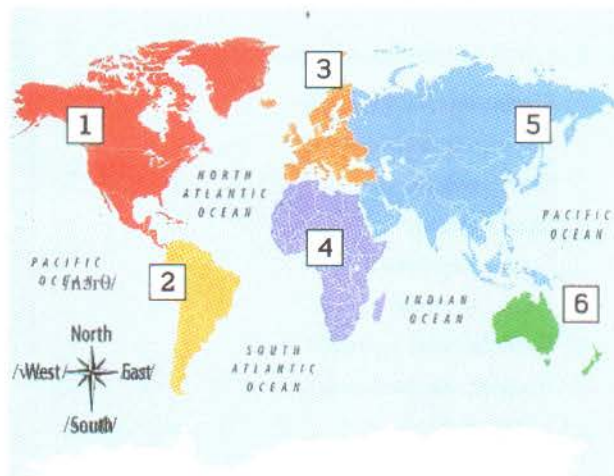 3
1
5
NORTH
ATLANTIC
OCEAN
PACIFIC
OCEAN
4
PACIFIC
2
INDIAN
OCEAN
6
North
SOUTH
ATLANTIC
OCEAN
/West/
East/
/South/